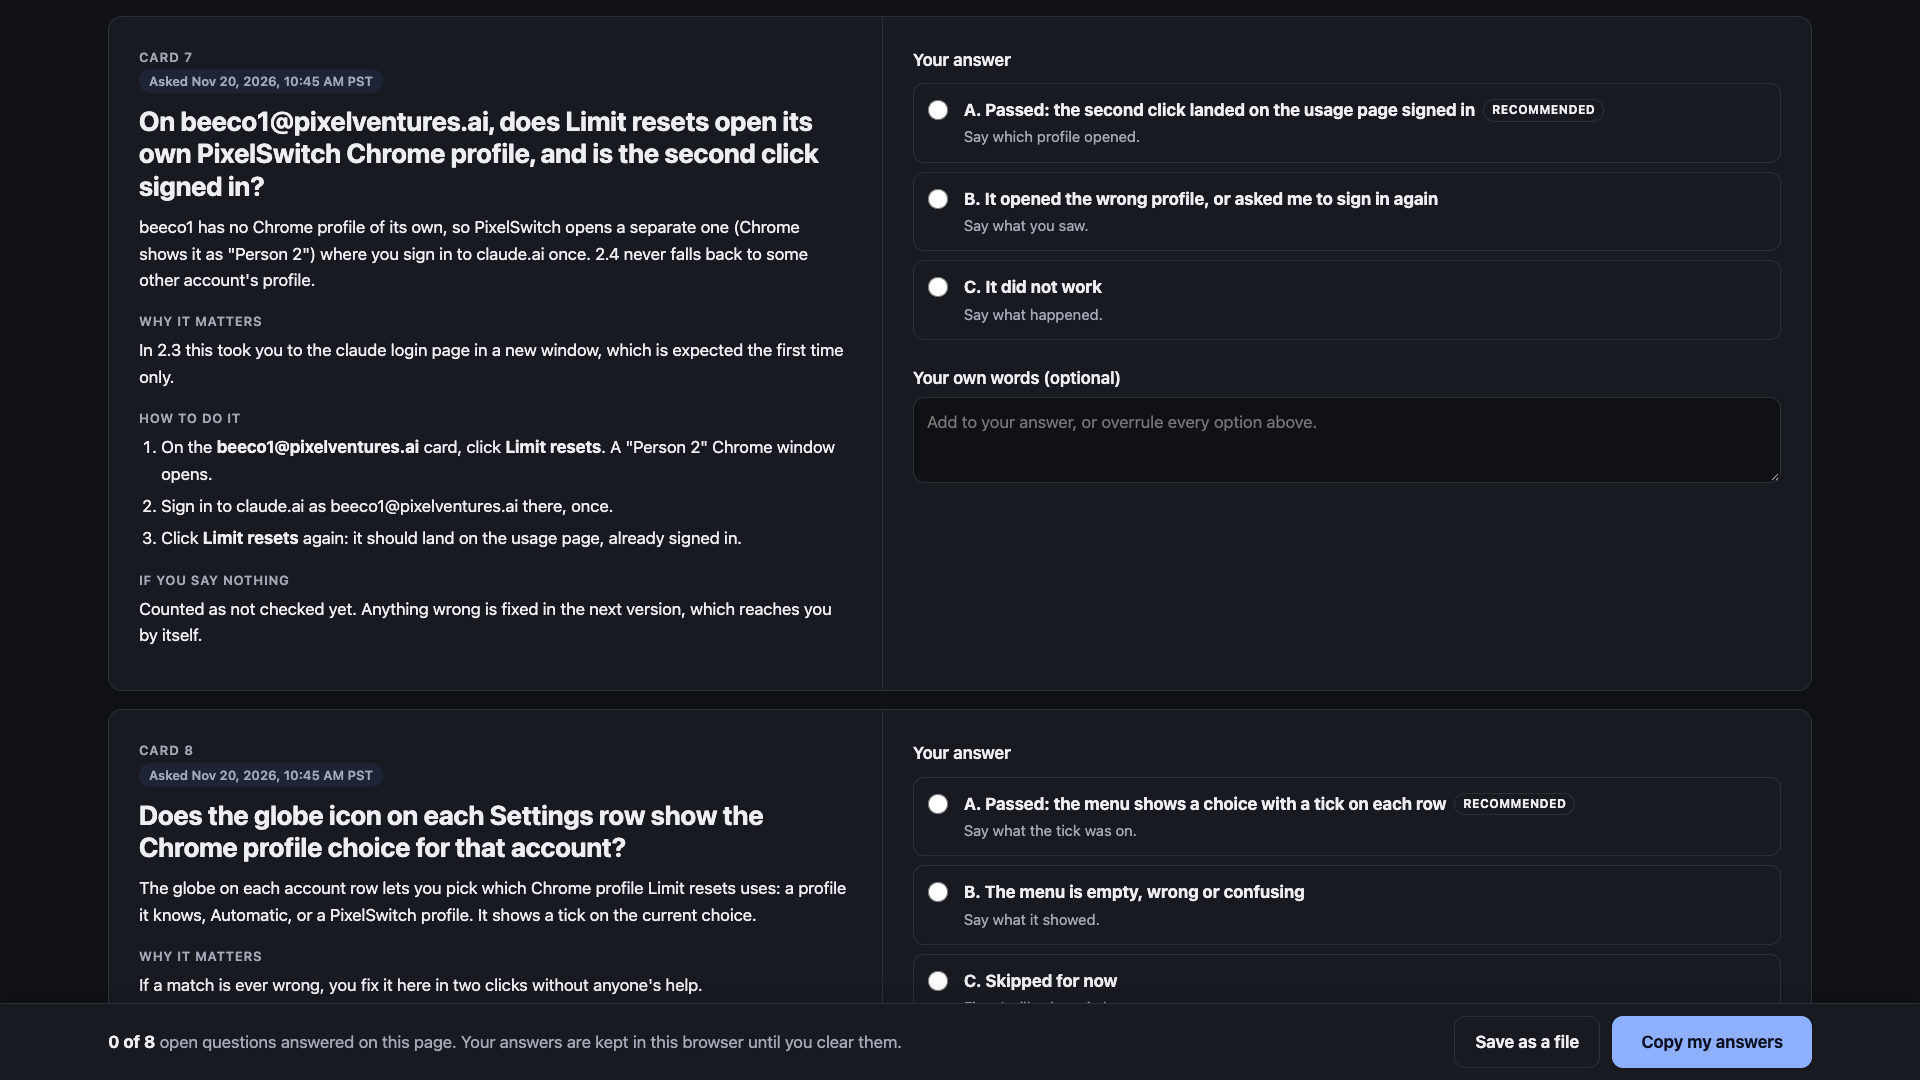 CARD 7
Asked Nov 20, 2026, 10:45 AM PST
On beeco1@pixelventures.ai, does Limit resets open its
own PixelSwitch Chrome profile, and is the second click
signed in?
beeco1 has no Chrome profile of its own, so PixelSwitch opens a separate one (Chrome
shows it as "Person 2") where you sign in to claude.ai once. 2.4 never falls back to some
other account's profile.
WHY IT MATTERS
In 2.3 this took you to the claude login page in a new window, which is expected the first time
only.
HOW TO DO IT
1. On the beeco1@pixelventures.ai card, click Limit resets. A "Person 2" Chrome window
opens.
2. Sign in to claude.ai as beeco1@pixelventures.ai there, once.
3. Click Limit resets again: it should land on the usage page, already signed in.
IF YOU SAY NOTHING
Counted as not checked yet. Anything wrong is fixed in the next version, which reaches you
by itself.
Your answer
A. Passed: the second click landed on the usage page signed in RECOMMENDED
Say which profile opened.
B. It opened the wrong profile, or asked me to sign in again
Say what you saw.
C. It did not work
Say what happened.
Your own words (optional)
Add to your answer, or overrule every option above.
CARD 8
Asked Nov 20, 2026, 10:45 AM PST
Does the globe icon on each Settings row show the
Chrome profile choice for that account?
The globe on each account row lets you pick which Chrome profile Limit resets uses: a profile
it knows, Automatic, or a PixelSwitch profile. It shows a tick on the current choice.
WHY IT MATTERS
If a match is ever wrong, you fix it here in two clicks without anyone's help.
Your answer
A. Passed: the menu shows a choice with a tick on each row RECOMMENDED
Say what the tick was on.
B. The menu is empty, wrong or confusing
Say what it showed.
C. Skipped for now
0 of 8 open questions answered on this page. Your answers are kept in this browser until you clear them.
Save as a file
Copy my answers